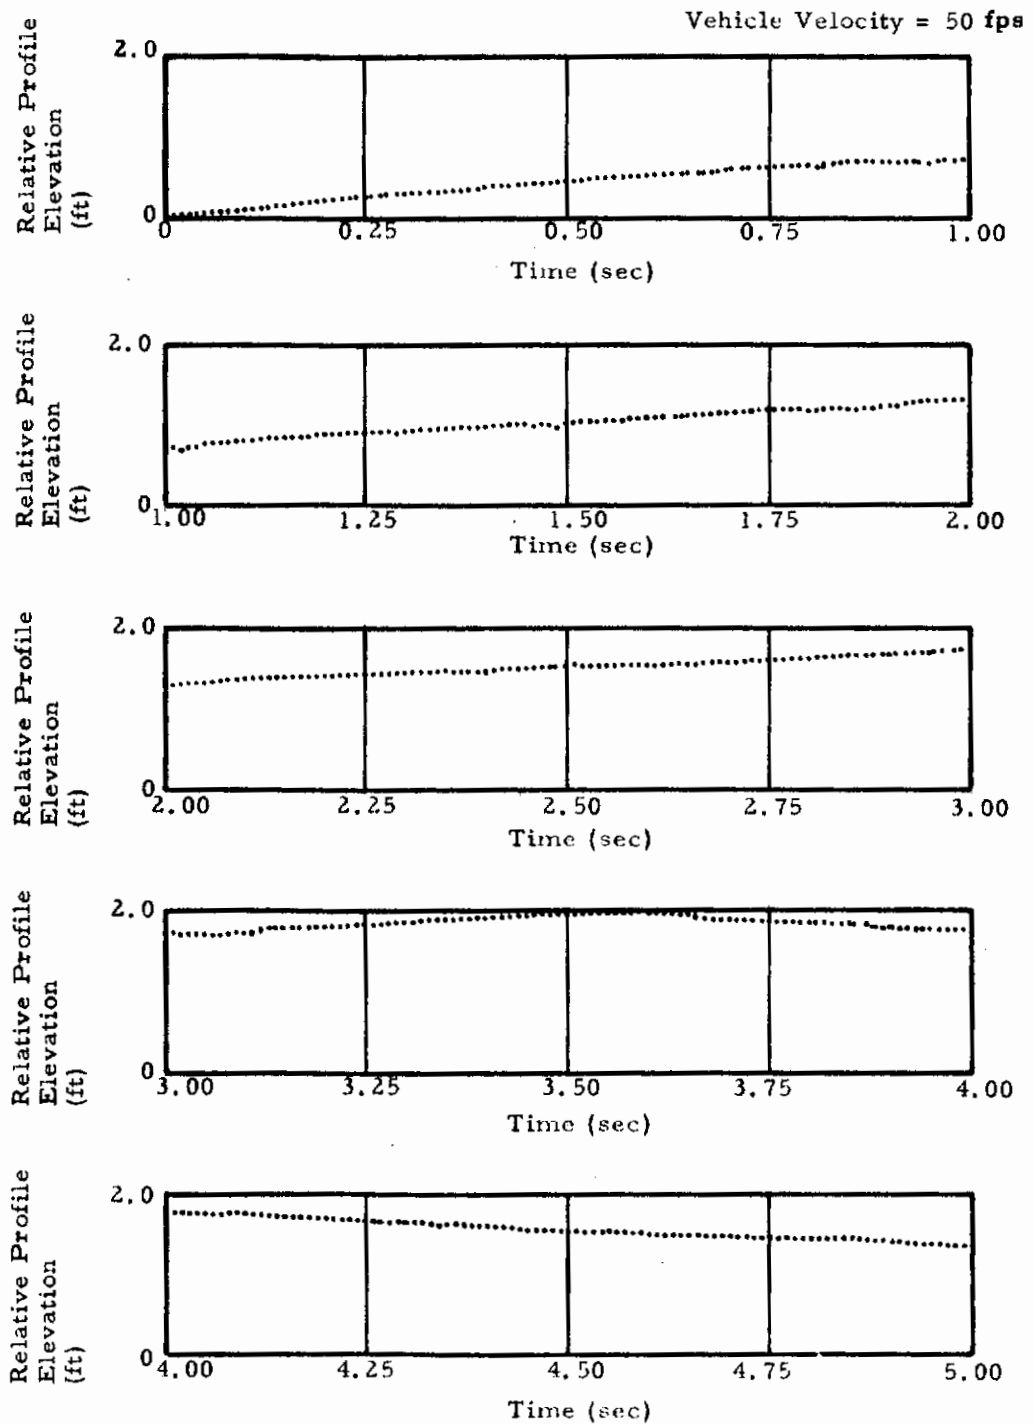 Vehicle Velocity = 50 fps
Relative Profile
Elevation
(ft)
2.0
0
0
0.25
0.50
0.75
1.00
Time (sec)
Relative Profile
Elevation
(ft)
2.0
0
1.00
1.25
1.50
1.75
2.00
Time (sec)
Relative Profile
Elevation
(ft)
2.0
0
2.00
2.25
2.50
2.75
3.00
Time (sec)
Relative Profile
Elevation
(ft)
2.0
0
3.00
3.25
3.50
3.75
4.00
Time (sec)
Relative Profile
Elevation
(ft)
2.0
0
4.00
4.25
4.50
4.75
5.00
Time (sec)